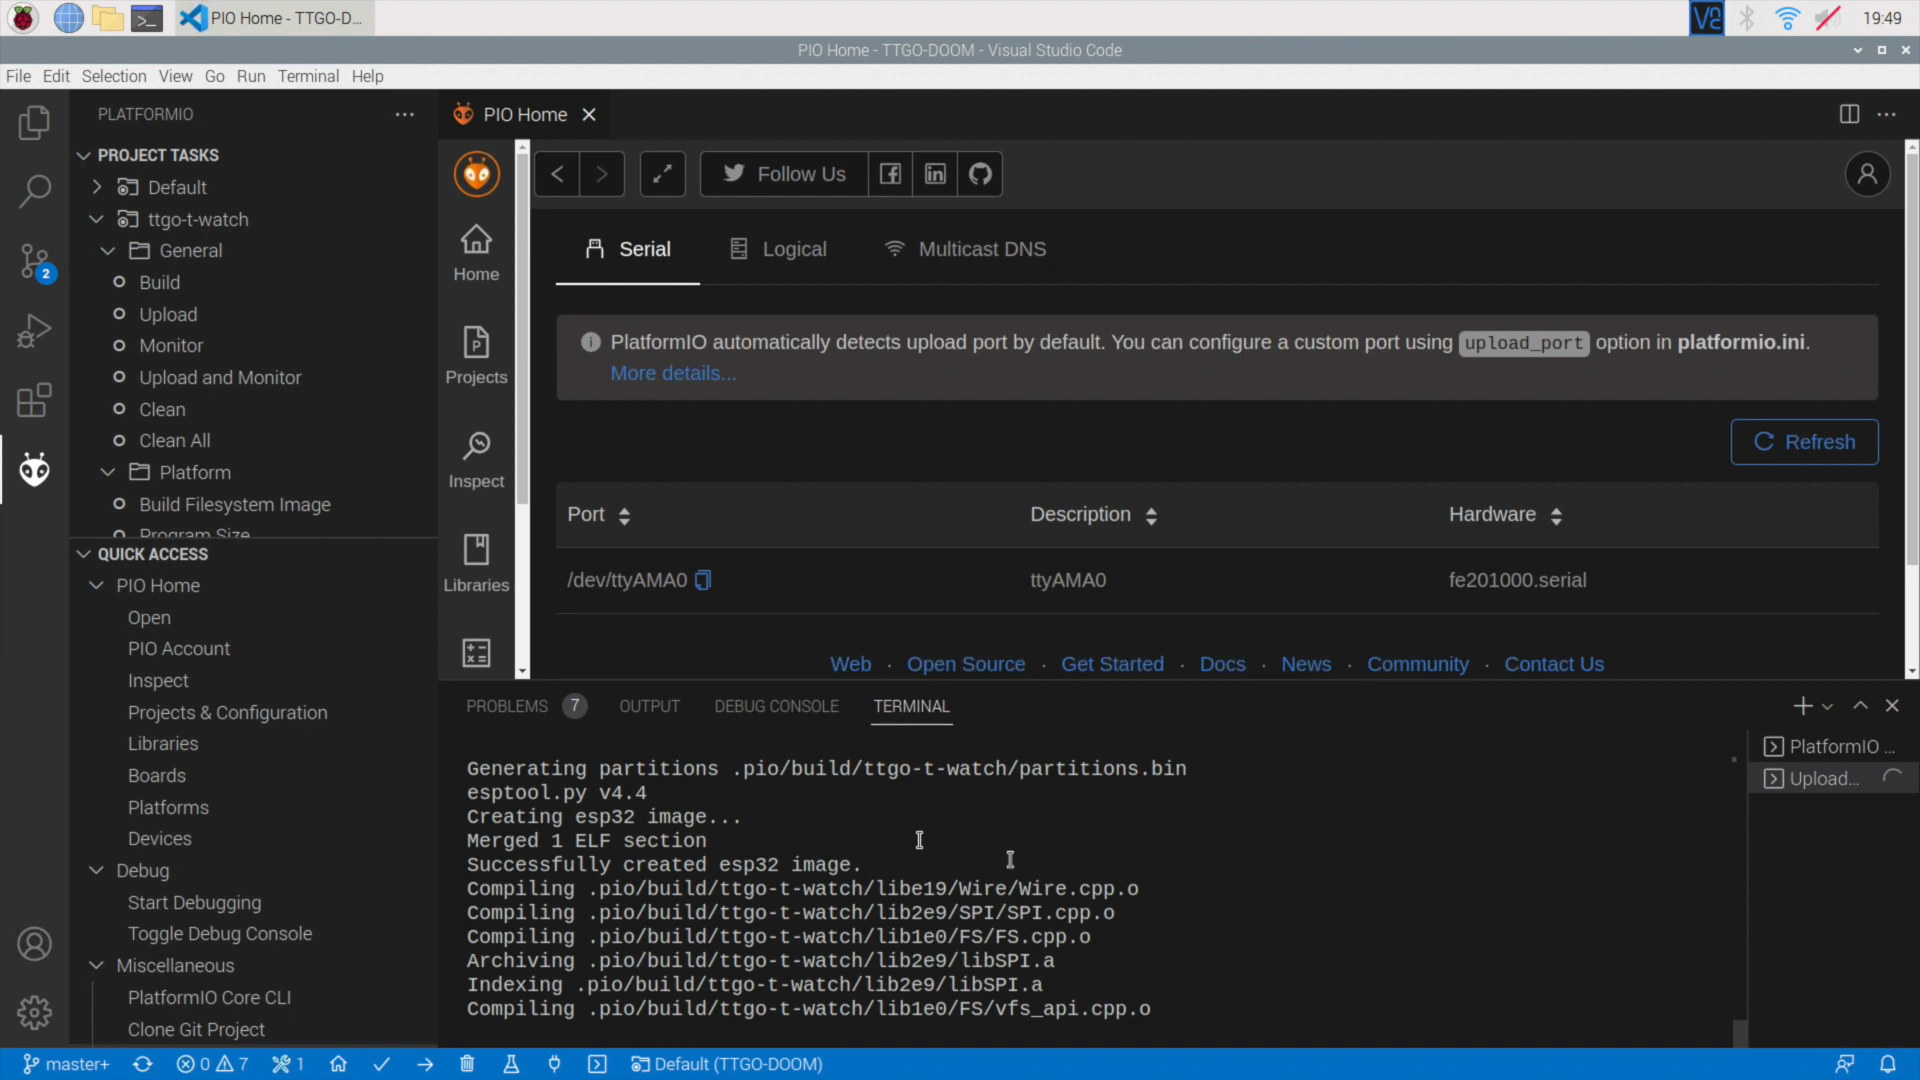 PIO Home - TTGO-D...
19:49
PIO Home - TTGO-DOOM - Visual Studio Code
File Edit Selection View Go Run Terminal Help
PLATFORMIO
PROJECT TASKS
Default
ttgo-t-watch
General
Build
Upload
Monitor
Upload and Monitor
Clean
Clean All
Platform
Build Filesystem Image
Program Size
QUICK ACCESS
PIO Home
Open
PIO Account
Inspect
Projects & Configuration
Libraries
Boards
Platforms
Devices
Debug
Start Debugging
Toggle Debug Console
Miscellaneous
PlatformIO Core CLI
Clone Git Project
2
PIO Home
Home
Projects
Inspect
Libraries
Follow Us
Serial Logical Multicast DNS
PlatformIO automatically detects upload port by default. You can configure a custom port using upload_port option in platformio.ini.
More details...
Refresh
Port Description Hardware
/dev/ttyAMA0 ttyAMA0 fe201000.serial
Web · Open Source · Get Started · Docs · News · Community · Contact Us
PROBLEMS 7 OUTPUT DEBUG CONSOLE TERMINAL
Generating partitions .pio/build/ttgo-t-watch/partitions.bin
esptool.py v4.4
Creating esp32 image...
Merged 1 ELF section
Successfully created esp32 image.
Compiling .pio/build/ttgo-t-watch/libe19/Wire/Wire.cpp.o
Compiling .pio/build/ttgo-t-watch/lib2e9/SPI/SPI.cpp.o
Compiling .pio/build/ttgo-t-watch/lib1e0/FS/FS.cpp.o
Archiving .pio/build/ttgo-t-watch/lib2e9/libSPI.a
Indexing .pio/build/ttgo-t-watch/lib2e9/libSPI.a
Compiling .pio/build/ttgo-t-watch/lib1e0/FS/vfs_api.cpp.o
PlatformIO ...
Upload...
master+ 0 7 1 Default (TTGO-DOOM)